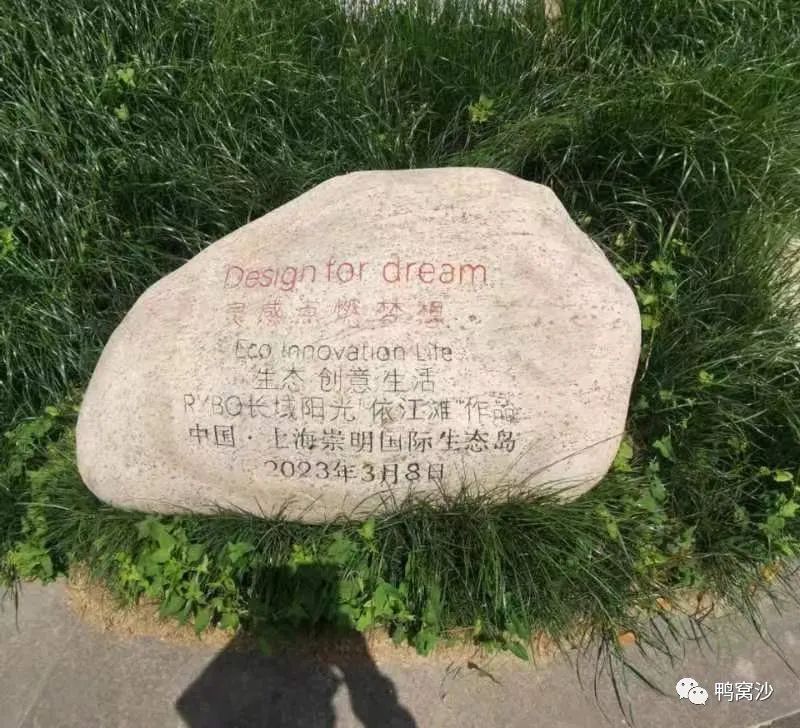 Design for dream
灵感点燃梦想
Eco Innovation Life
生态 创意 生活
RYBO长域阳光"依江滩"作品
中国·上海崇明国际生态岛
2023年3月8日
鸭窝沙